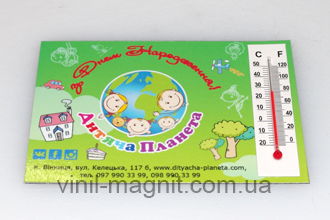 З Днем Народження!
Дитяча Планета
м. Вінниця, вул. Келецька, 117 б, www.dityacha-planeta.com,
тел. 097 990 33 99, 098 990 33 99
C F
50 120
40 100
30 80
20 60
10 40
0 20
10 0
20
vinil-magnit.com.ua